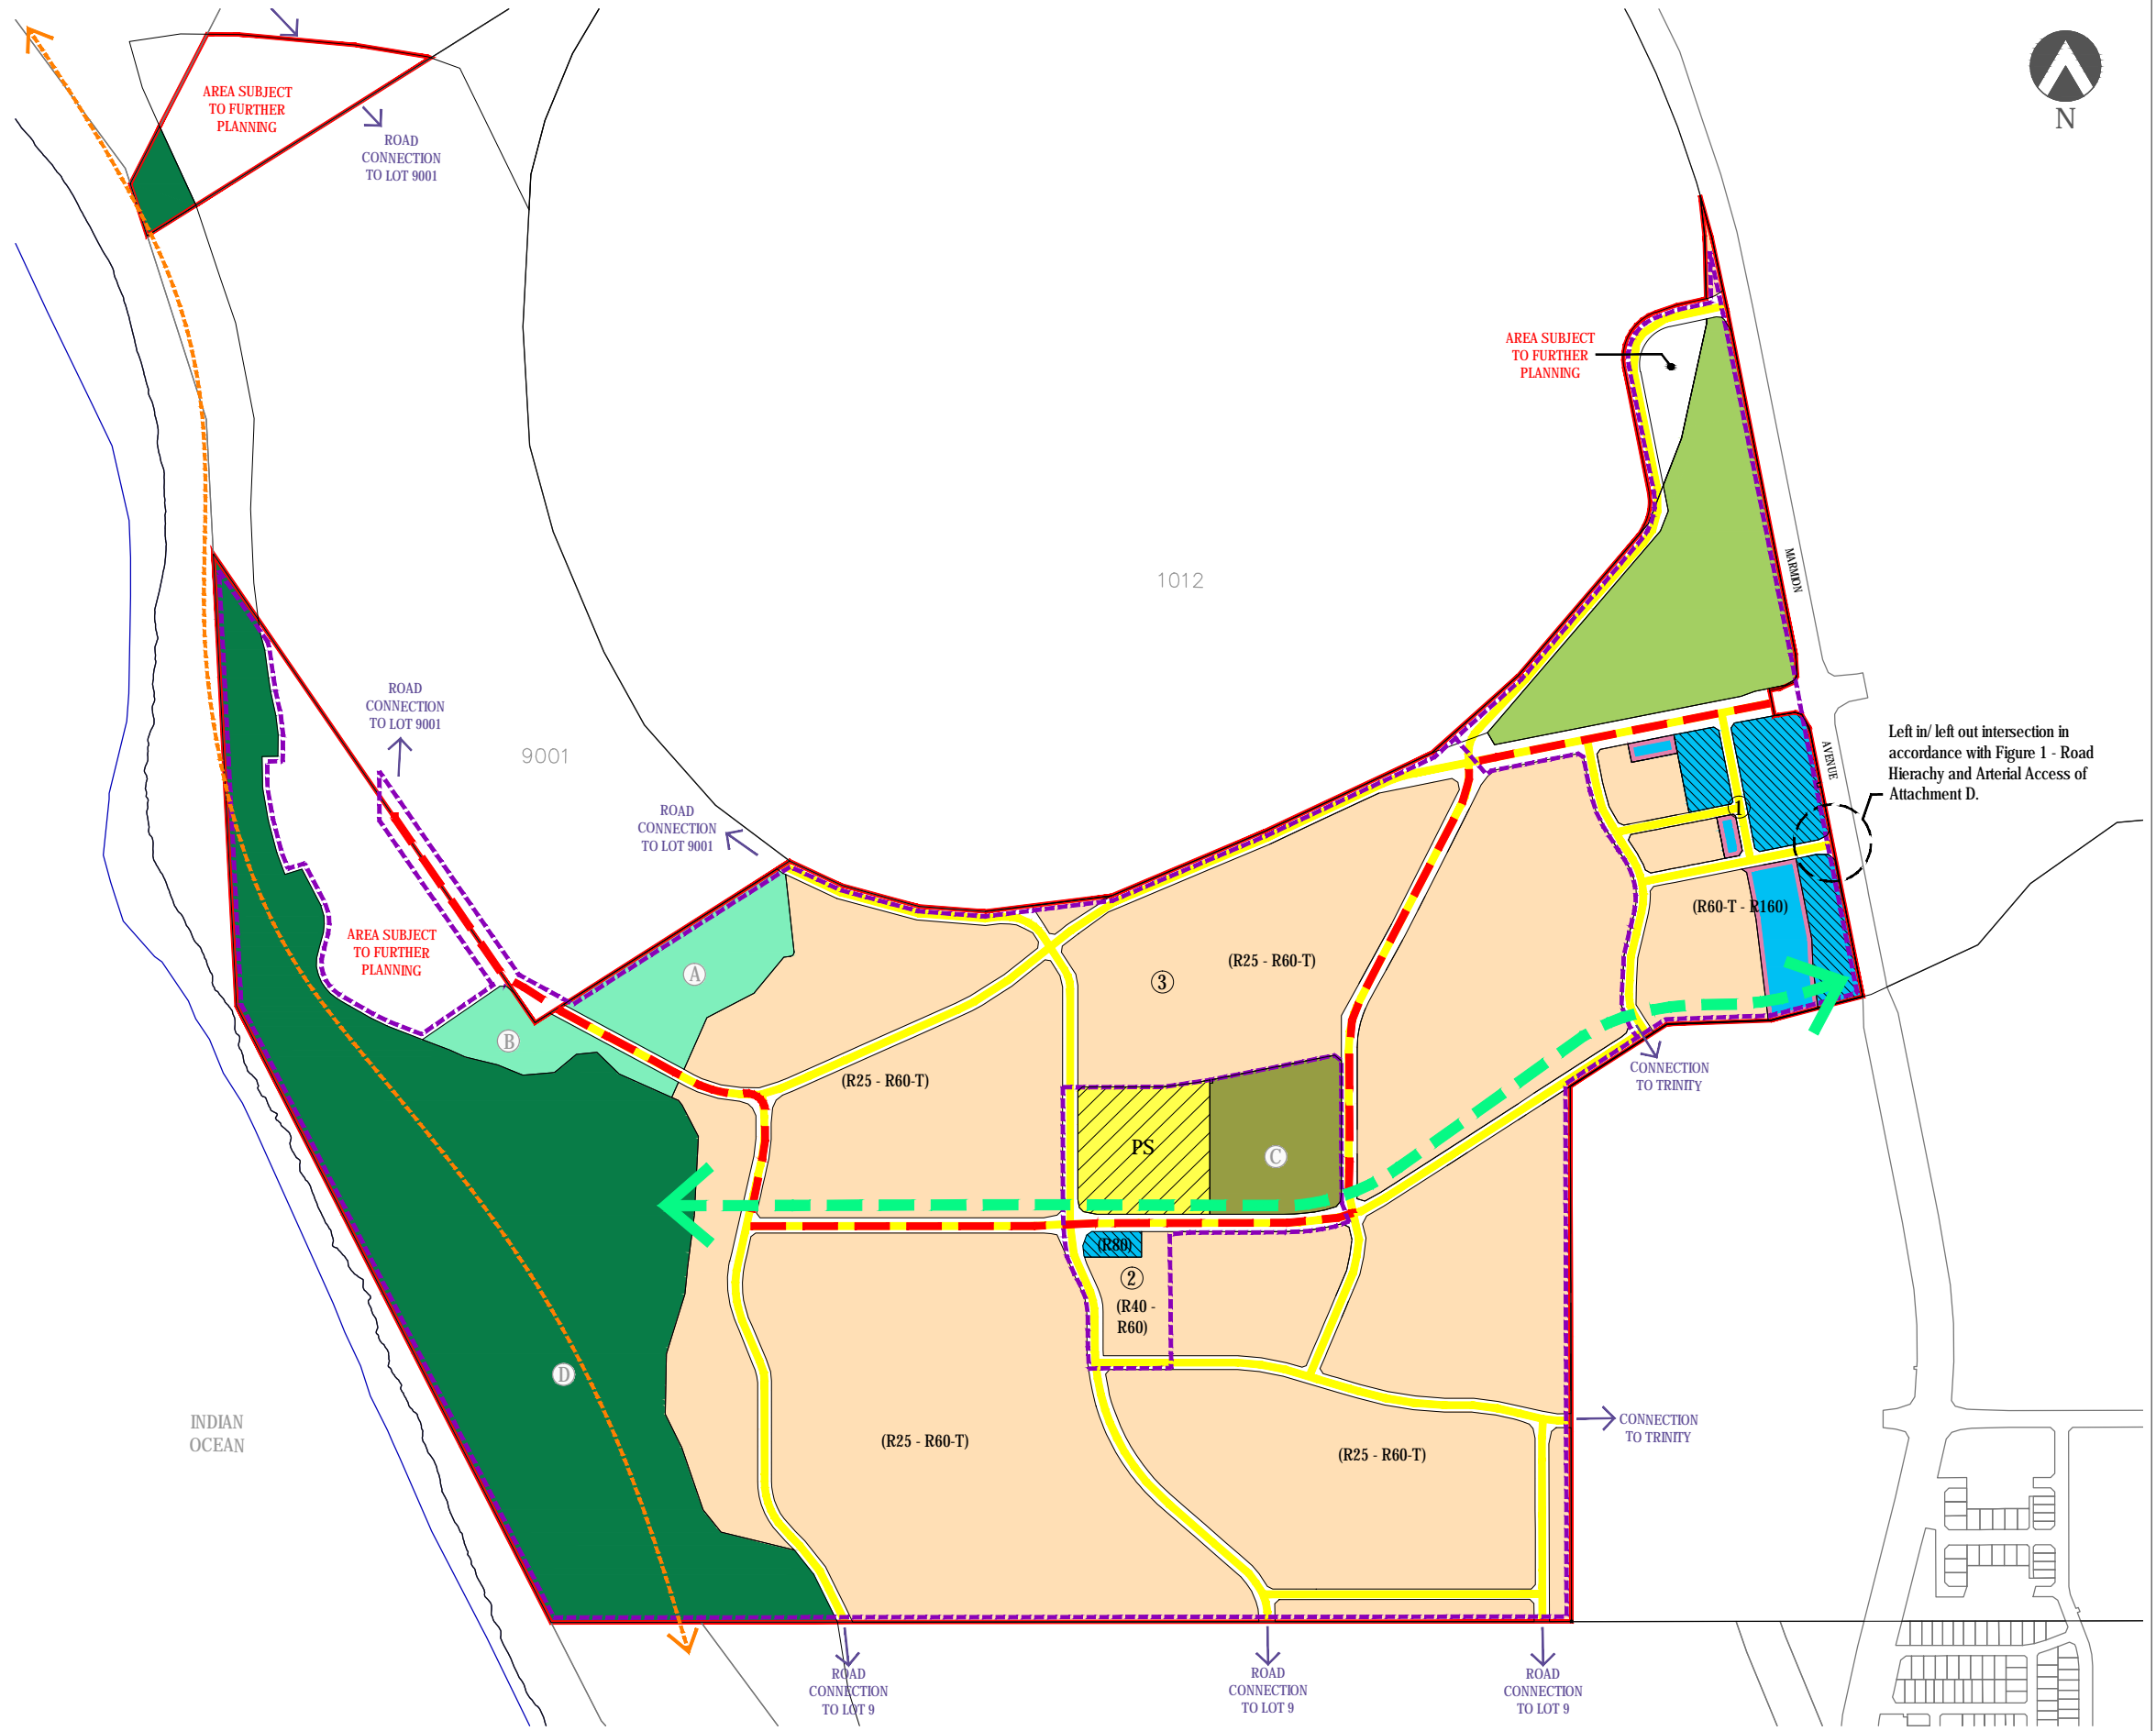 AREA SUBJECT
TO FURTHER
PLANNING
ROAD
CONNECTION
TO LOT 9001
N
AREA SUBJECT
TO FURTHER
PLANNING
1012
MARMION
AVENUE
ROAD
CONNECTION
TO LOT 9001
9001
Left in/ left out intersection in
accordance with Figure 1 - Road
Hierachy and Arterial Access of
Attachment D.
ROAD
CONNECTION
TO LOT 9001
1
(R60-T - R160)
AREA SUBJECT
TO FURTHER
PLANNING
A
3
(R25 - R60-T)
B
(R25 - R60-T)
CONNECTION
TO TRINITY
PS
C
(R80)
2
(R40 -
R60)
D
INDIAN
OCEAN
(R25 - R60-T)
(R25 - R60-T)
CONNECTION
TO TRINITY
ROAD
CONNECTION
TO LOT 9
ROAD
CONNECTION
TO LOT 9
ROAD
CONNECTION
TO LOT 9